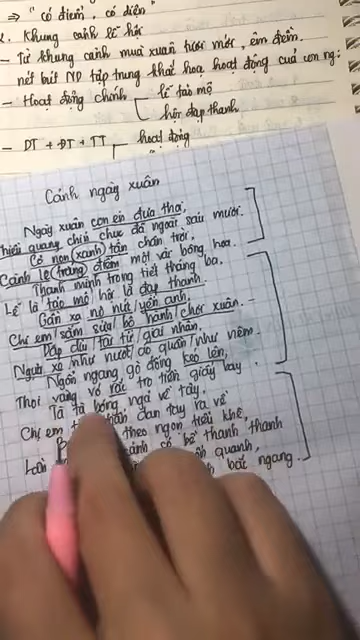 ⇒ "có điểm, có diện"
2. Khung cảnh lễ hội
- Từ khung cảnh mùa xuân tươi mới, êm đềm.
nét bút ND tập trung khắc họa hoạt động của con ng:
- Hoạt động chính lễ tảo mộ
hội đạp thanh
- DT + ĐT + TT hoạt động
Cảnh ngày xuân
Ngày xuân con én đưa thoi,
Thiều quang chín chục đã ngoài sáu mươi.
Cỏ non (xanh) tận chân trời,
Cành lê (trắng) điểm một vài bông hoa.
Thanh minh trong tiết tháng ba,
Lễ là tảo mộ hội là đạp thanh.
Gần xa nô nức/yến anh,
Chị em/sắm sửa/bộ hành/chơi xuân.
Dập dìu/tài tử/giai nhân,
Ngựa xe/như nước/áo quần/như nêm.
Ngổn ngang gò đống kéo lên,
Thoi vàng vó rắc tro tiền giấy bay.
Tà tà bóng ngả về tây,
Chị em thẩn dan tay ra về
theo ngọn tiểu khê,
cảnh có bề thanh thanh
quanh,
bắc ngang.